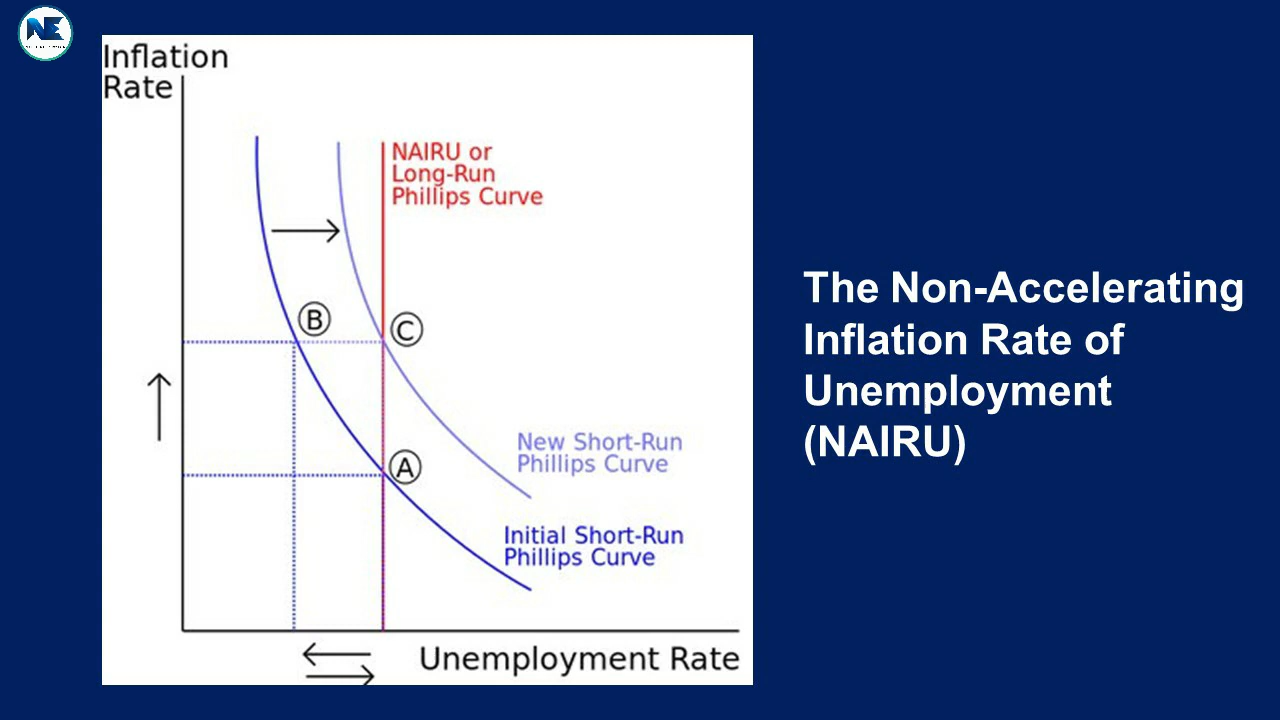 NE
Inflation
Rate
NAIRU or
Long-Run
Phillips Curve
B
C
A
New Short-Run
Phillips Curve
Initial Short-Run
Phillips Curve
Unemployment Rate
The Non-Accelerating
Inflation Rate of
Unemployment
(NAIRU)